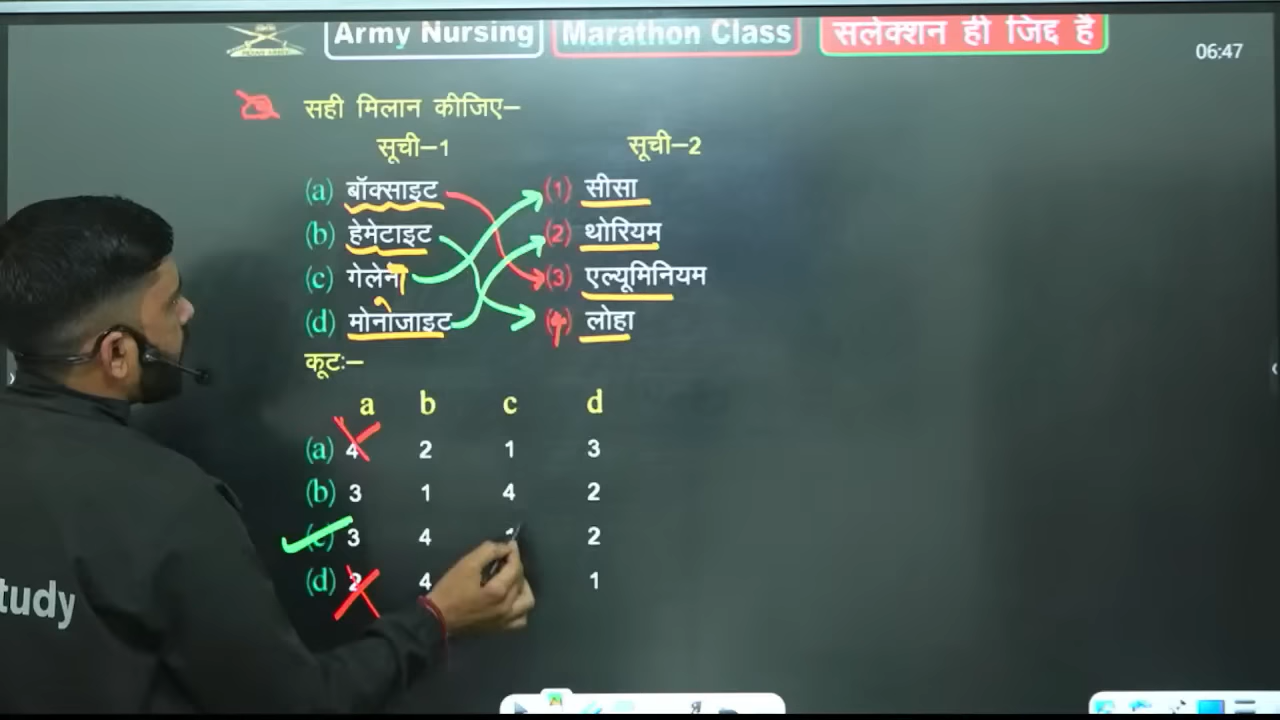 Army Nursing Marathon Class सलेक्शन ही जिद्द है
06:47
सही मिलान कीजिए–
सूची–1 सूची–2
(a) बॉक्साइट (1) सीसा
(b) हेमेटाइट (2) थोरियम
(c) गेलेना (3) एल्यूमिनियम
(d) मोनोजाइट लोहा
कूटः–
a b c d
(a) 4 2 1 3
(b) 3 1 4 2
(c) 3 4 2
(d) 2 4 1
tudy